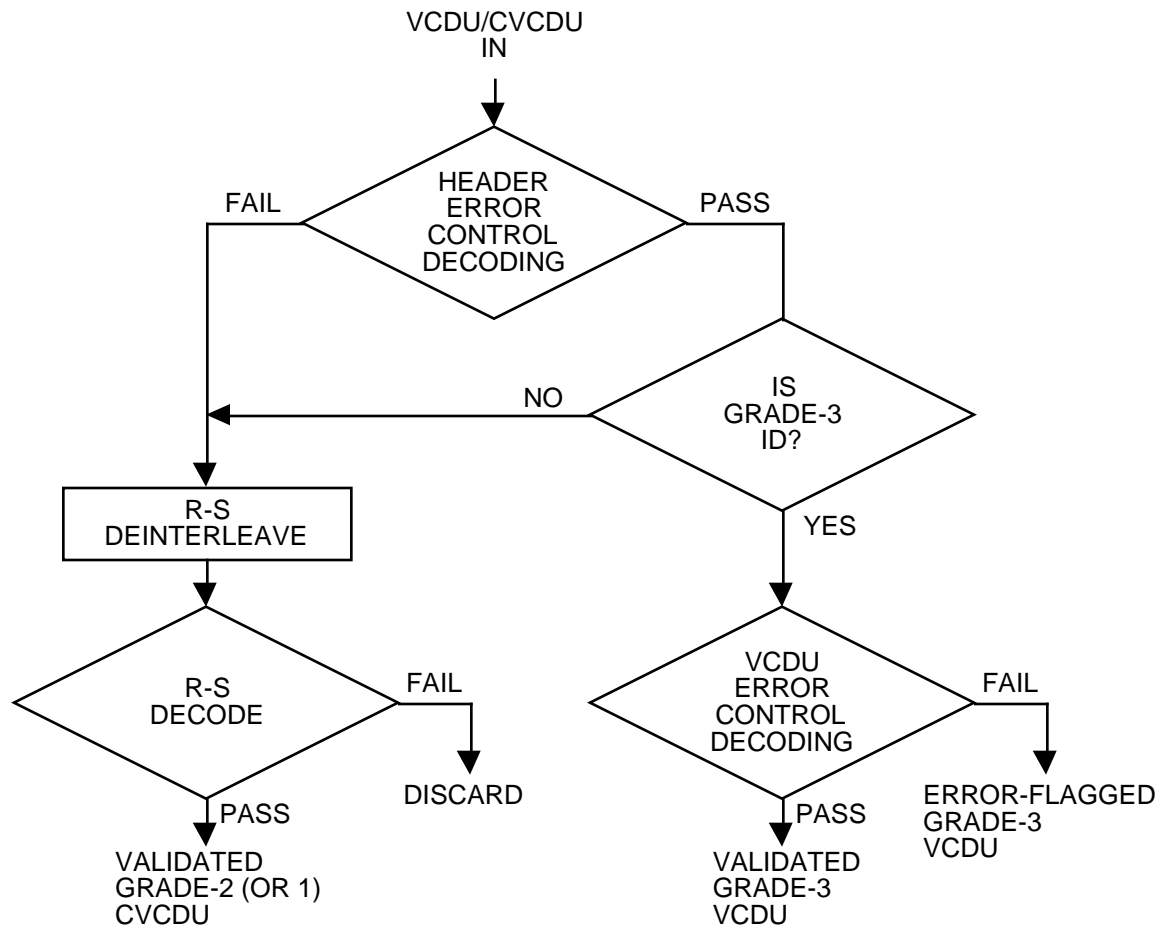 VCDU/CVCDU
IN
HEADER
ERROR
CONTROL
DECODING
FAIL
PASS
IS
GRADE-3
ID?
NO
YES
R-S
DEINTERLEAVE
R-S
DECODE
FAIL
DISCARD
PASS
VALIDATED
GRADE-2 (OR 1)
CVCDU
VCDU
ERROR
CONTROL
DECODING
FAIL
ERROR-FLAGGED
GRADE-3
VCDU
PASS
VALIDATED
GRADE-3
VCDU